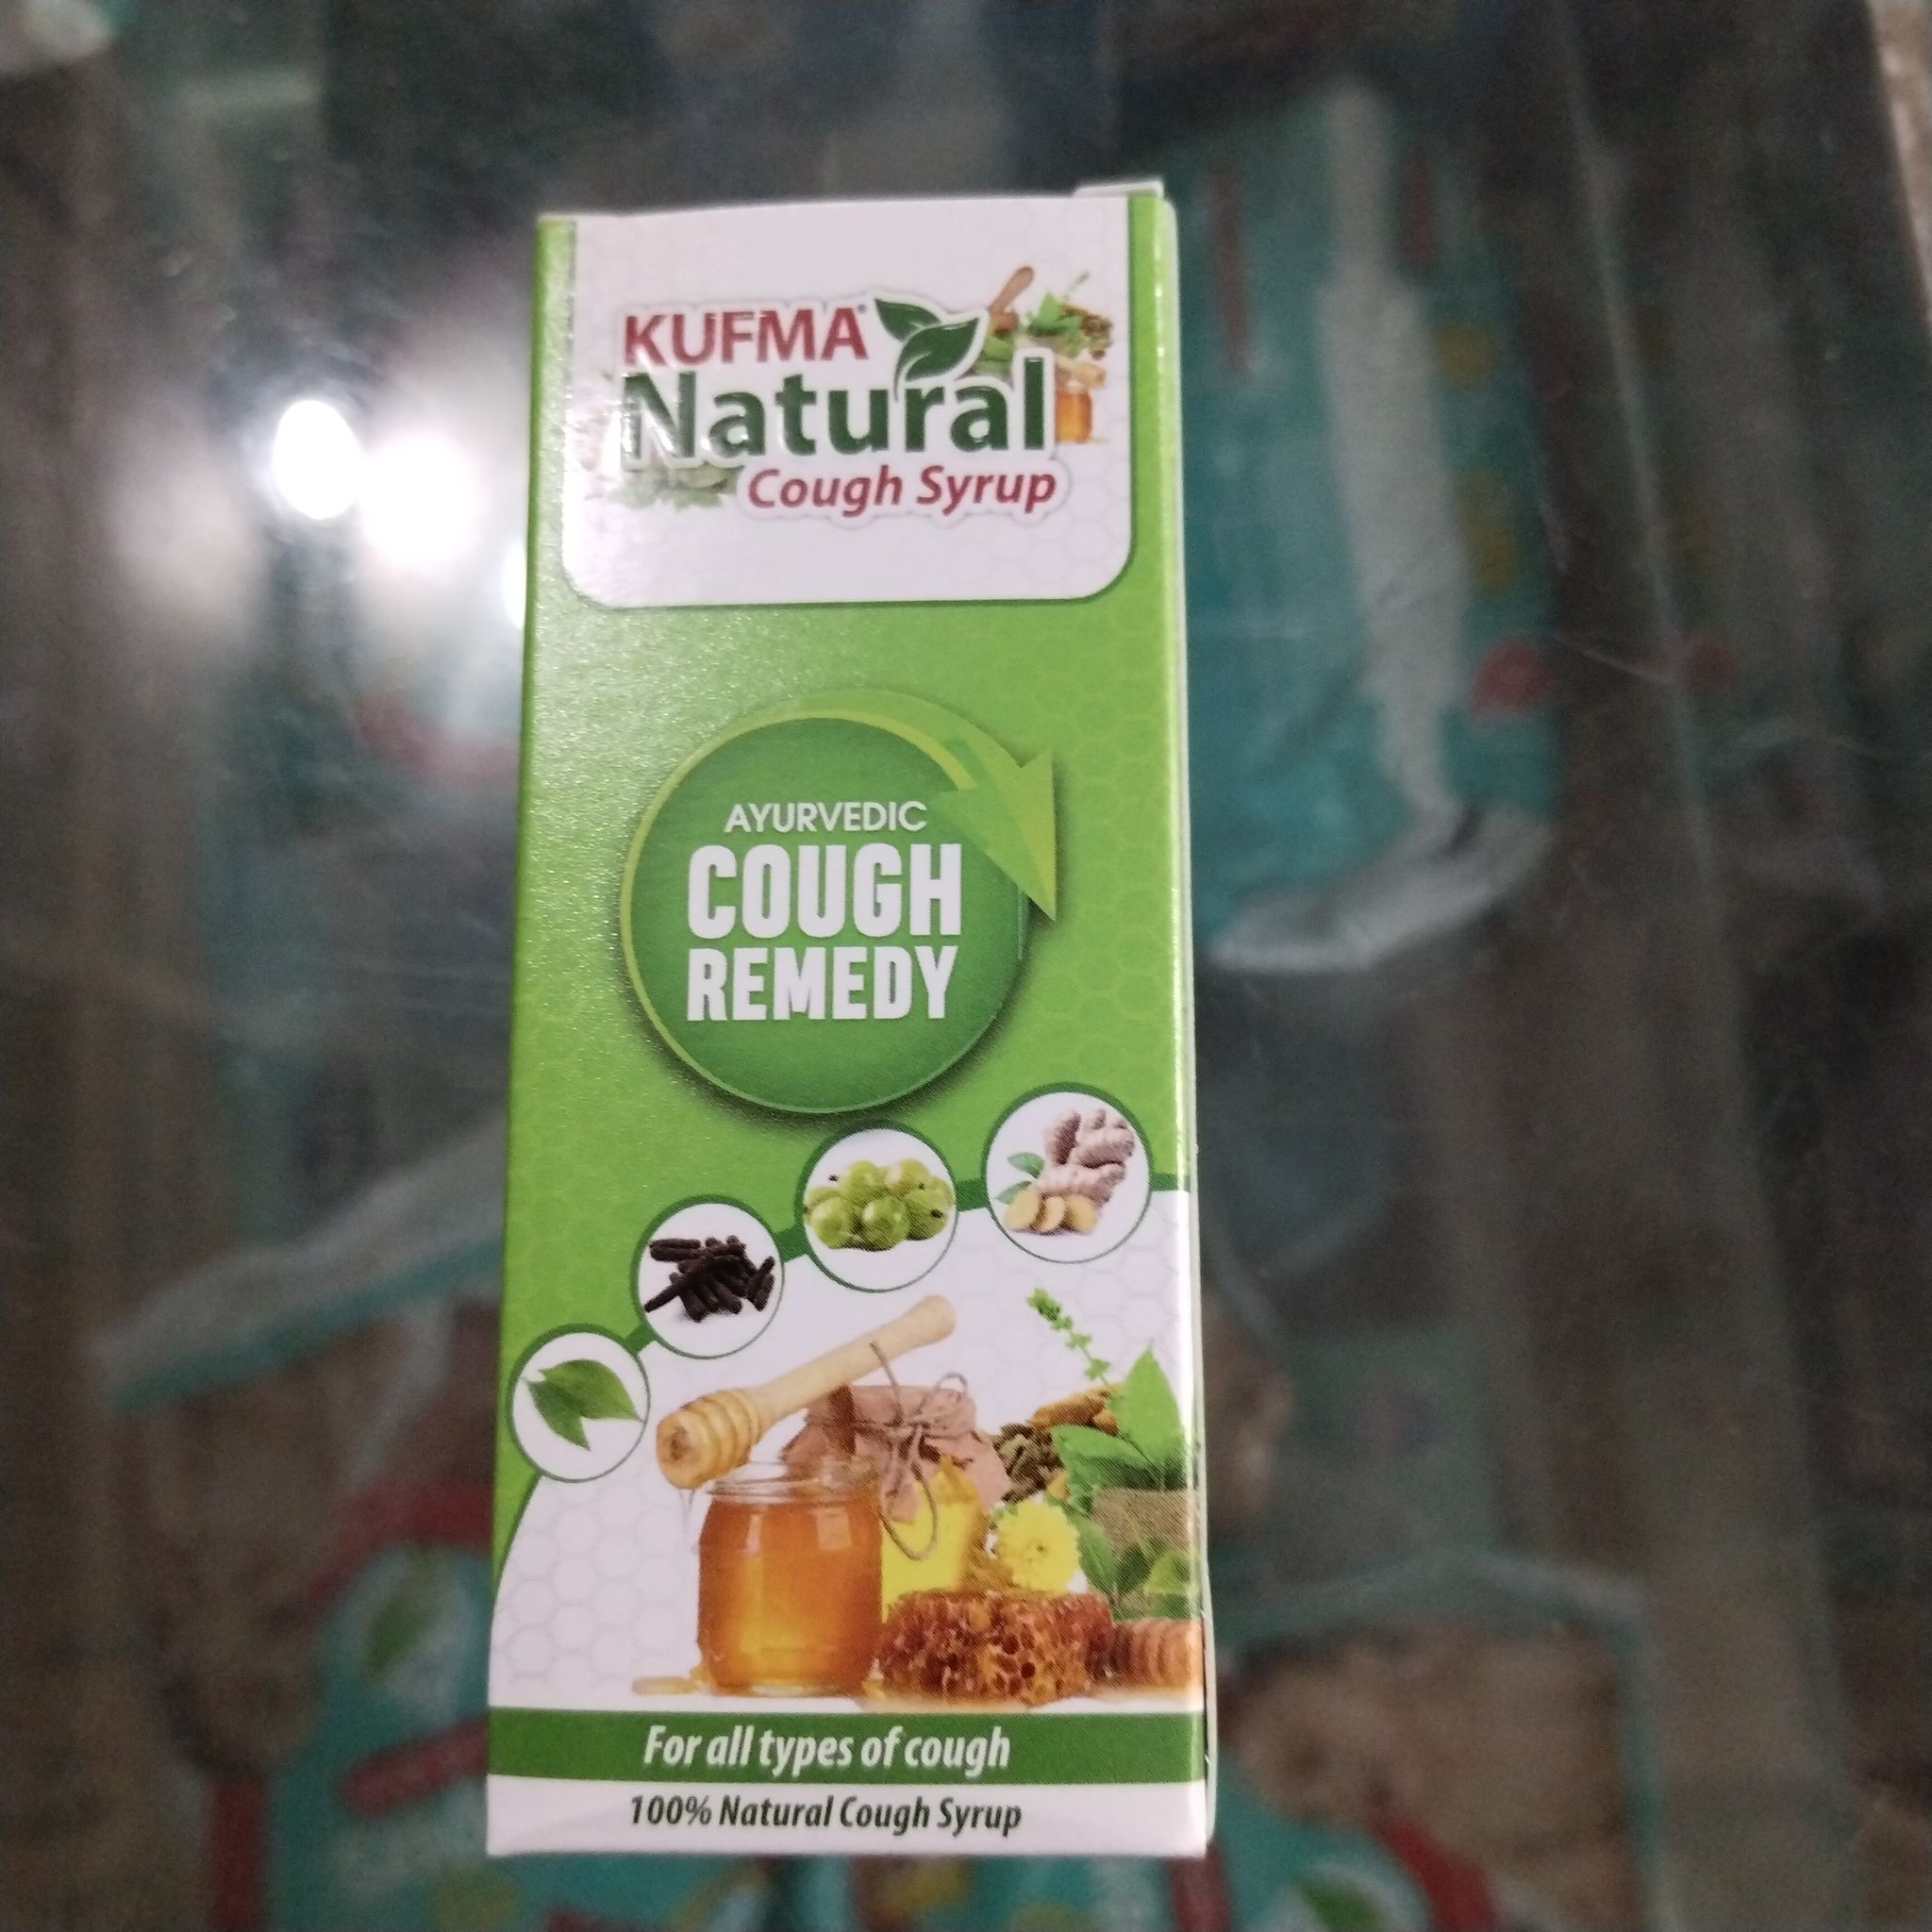 KUFMA
Natural
Cough Syrup
AYURVEDIC
COUGH
REMEDY
For all types of cough
100% Natural Cough Syrup